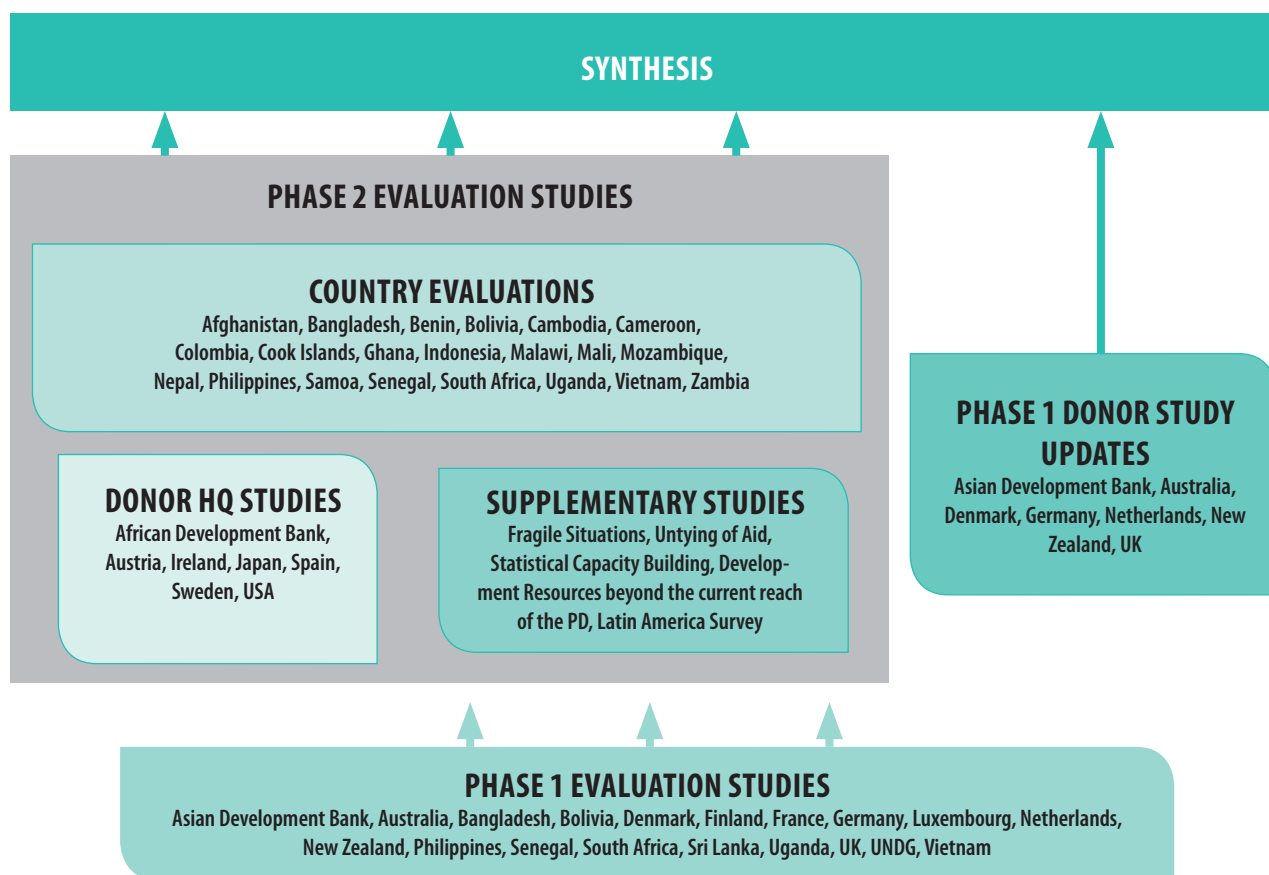 SYNTHESIS
PHASE 2 EVALUATION STUDIES
COUNTRY EVALUATIONS
Afghanistan, Bangladesh, Benin, Bolivia, Cambodia, Cameroon,
Colombia, Cook Islands, Ghana, Indonesia, Malawi, Mali, Mozambique,
Nepal, Philippines, Samoa, Senegal, South Africa, Uganda, Vietnam, Zambia
DONOR HQ STUDIES
African Development Bank,
Austria, Ireland, Japan, Spain,
Sweden, USA
SUPPLEMENTARY STUDIES
Fragile Situations, Untying of Aid,
Statistical Capacity Building, Develop-
ment Resources beyond the current reach
of the PD, Latin America Survey
PHASE 1 DONOR STUDY
UPDATES
Asian Development Bank, Australia,
Denmark, Germany, Netherlands, New
Zealand, UK
PHASE 1 EVALUATION STUDIES
Asian Development Bank, Australia, Bangladesh, Bolivia, Denmark, Finland, France, Germany, Luxembourg, Netherlands,
New Zealand, Philippines, Senegal, South Africa, Sri Lanka, Uganda, UK, UNDG, Vietnam